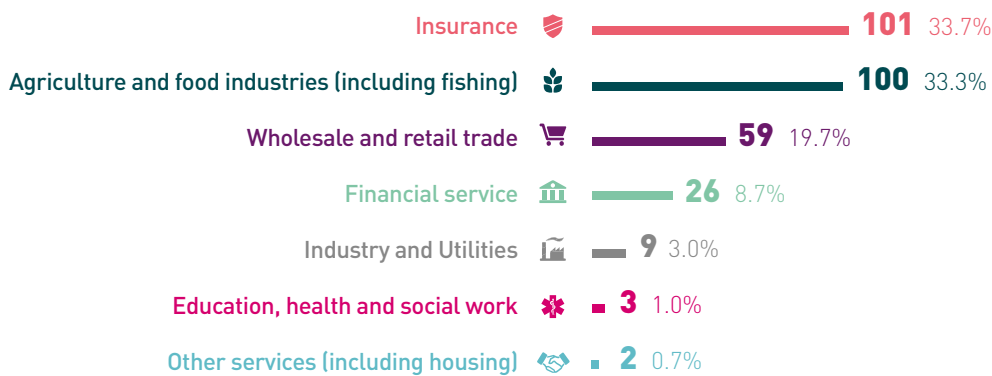 Insurance 101 33.7%
Agriculture and food industries (including fishing) 100 33.3%
Wholesale and retail trade 59 19.7%
Financial service 26 8.7%
Industry and Utilities 9 3.0%
Education, health and social work 3 1.0%
Other services (including housing) 2 0.7%